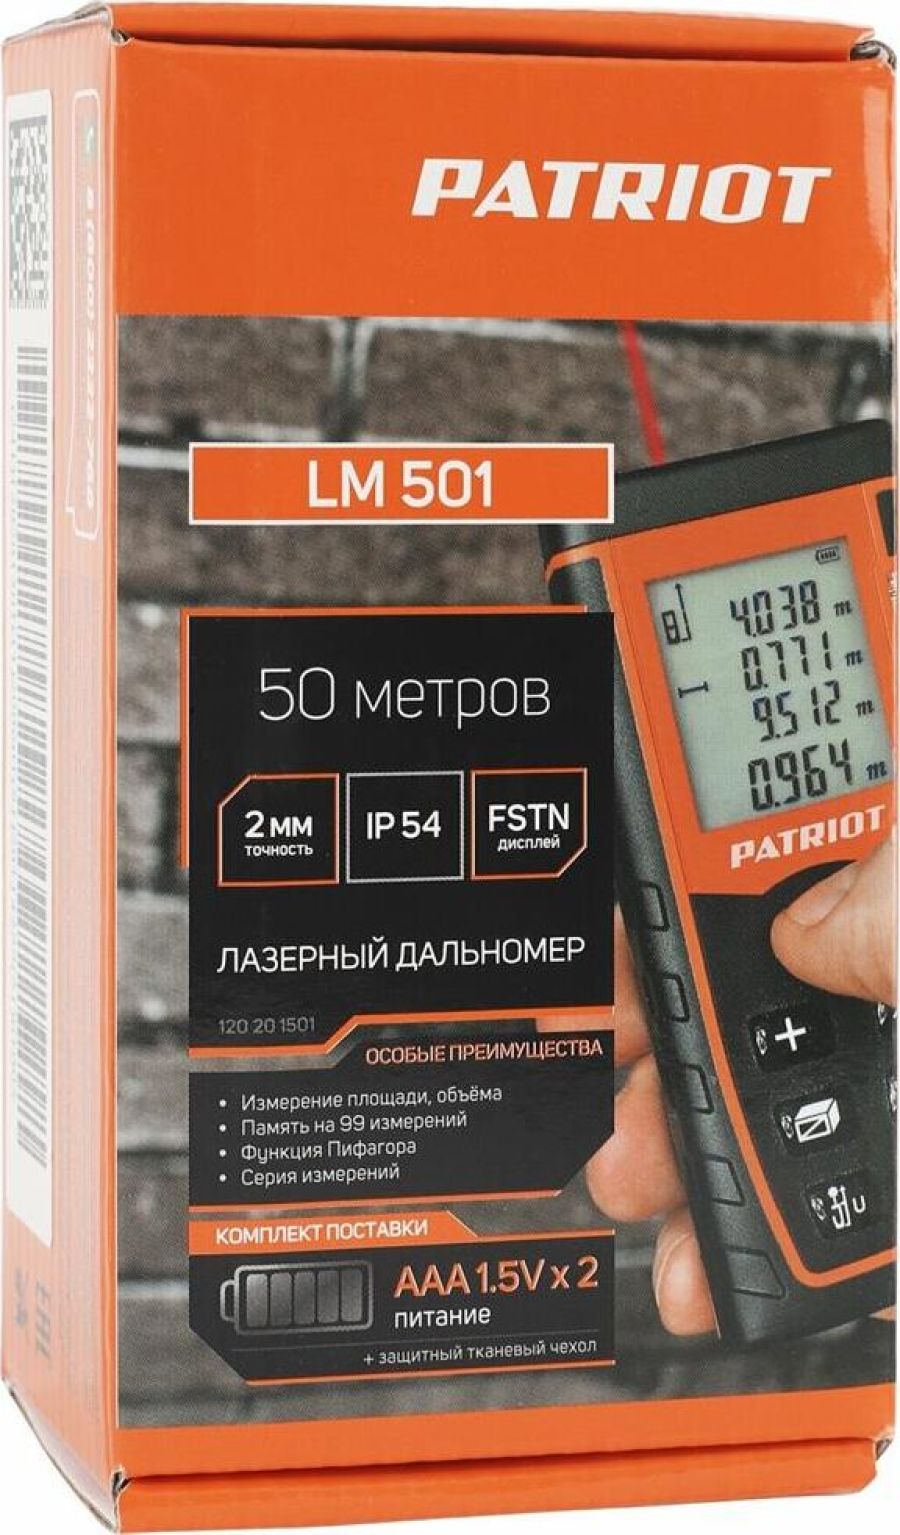 PATRIOT
LM 501
50 метров
2 мм
точность
IP 54
FSTN
дисплей
ЛАЗЕРНЫЙ ДАЛЬНОМЕР
120 20 1501
ОСОБЫЕ ПРЕИМУЩЕСТВА
• Измерение площади, объёма
• Память на 99 измерений
• Функция Пифагора
• Серия измерений
КОМПЛЕКТ ПОСТАВКИ
AAA 1.5V x 2
питание
+ защитный тканевый чехол
4.038 m
0.771 m
9.512 m
0.964 m
PATRIOT